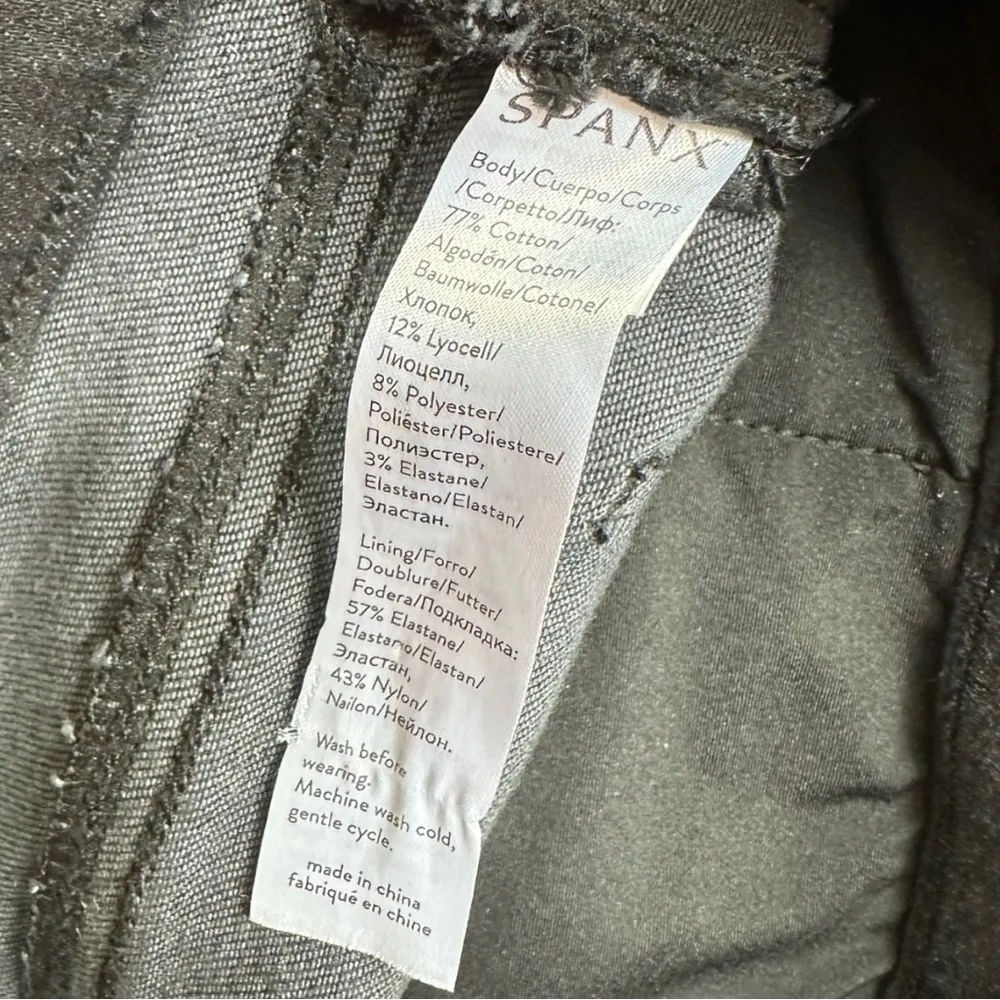 SPANX
Body/Cuerpo/Corps
/Corpetto/Лиф:
77% Cotton/
Algodón/Coton/
Baumwolle/Cotone/
Хлопок,
12% Lyocell/
Лиоцелл,
8% Polyester/
Poliéster/Poliestere/
Полиэстер,
3% Elastane/
Elastano/Elastan/
Эластан.
Lining/Forro/
Doublure/Futter/
Fodera/Подкладка:
57% Elastane/
Elastano/Elastan/
Эластан,
43% Nylon/
Nailon/Нейлон.
Wash before
wearing.
Machine wash cold,
gentle cycle.
made in china
fabriqué en chine